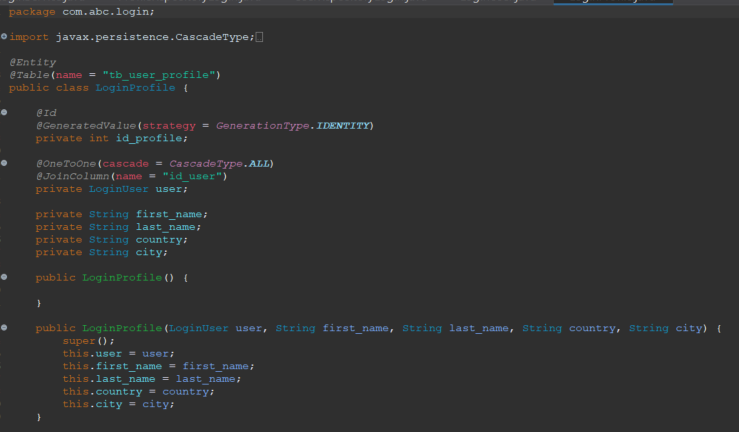 package com.abc.login;
import javax.persistence.CascadeType;
@Entity
@Table(name = "tb_user_profile")
public class LoginProfile {
@Id
@GeneratedValue(strategy = GenerationType.IDENTITY)
private int id_profile;
@OneToOne(cascade = CascadeType.ALL)
@JoinColumn(name = "id_user")
private LoginUser user;
private String first_name;
private String last_name;
private String country;
private String city;
public LoginProfile() {
}
public LoginProfile(LoginUser user, String first_name, String last_name, String country, String city) {
super();
this.user = user;
this.first_name = first_name;
this.last_name = last_name;
this.country = country;
this.city = city;
}